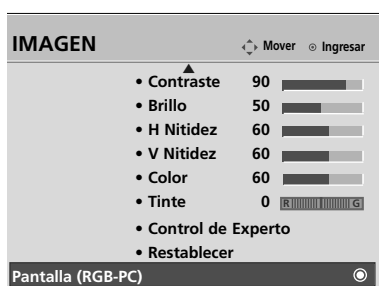 IMAGEN Mover Ingresar
• Contraste 90
• Brillo 50
• H Nitidez 60
• V Nitidez 60
• Color 60
• Tinte 0 R G
• Control de Experto
• Restablecer
Pantalla (RGB-PC)